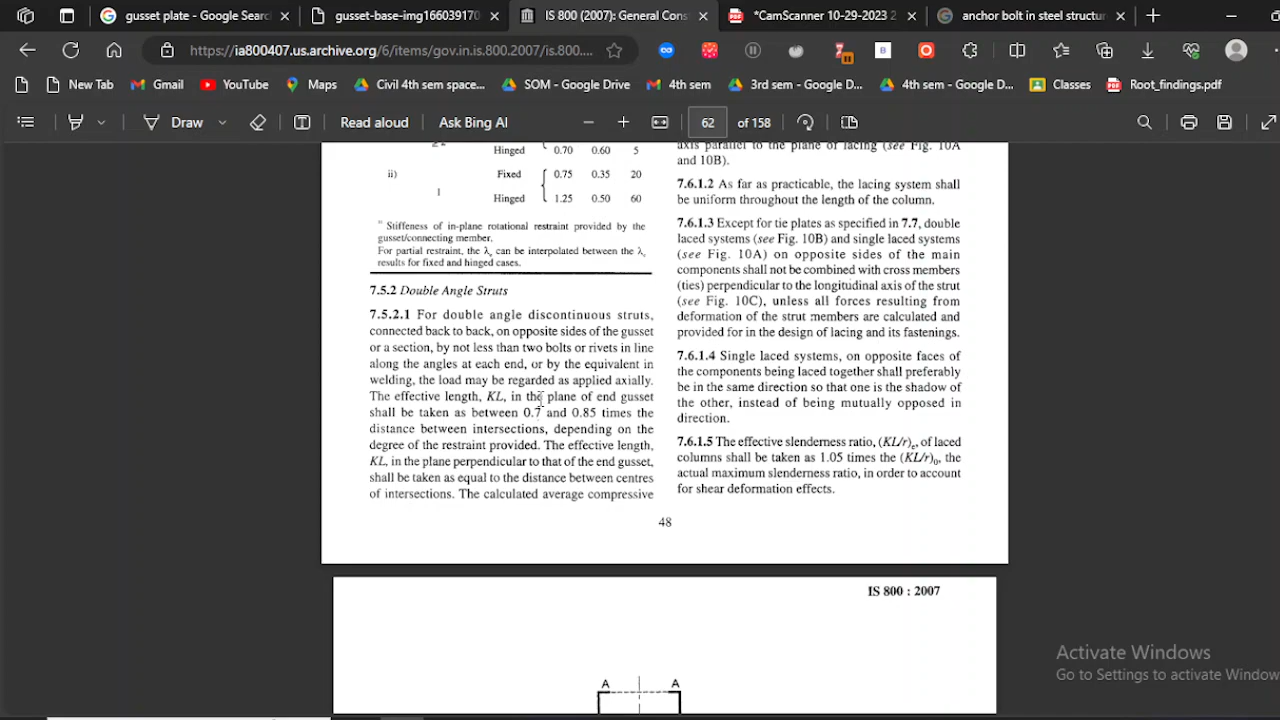 gusset plate - Google Searc
gusset-base-img166039170
IS 800 (2007): General Const
*CamScanner 10-29-2023 2
anchor bolt in steel structur
https://ia800407.us.archive.org/6/items/gov.in.is.800.2007/is.800....
New Tab
Gmail
YouTube
Maps
Civil 4th sem space...
SOM - Google Drive
4th sem
3rd sem - Google D...
4th sem - Google D...
Classes
Root_findings.pdf
Draw
Read aloud
Ask Bing AI
62 of 158
Hinged 0.70 0.60 5
ii) Fixed 0.75 0.35 20
Hinged 1.25 0.50 60
Stiffness of in-plane rotational restraint provided by the
gusset/connecting member.
For partial restraint, the λe can be interpolated between the λe
results for fixed and hinged cases.
7.5.2 Double Angle Struts
7.5.2.1 For double angle discontinuous struts,
connected back to back, on opposite sides of the gusset
or a section, by not less than two bolts or rivets in line
along the angles at each end, or by the equivalent in
welding, the load may be regarded as applied axially.
The effective length, KL, in the plane of end gusset
shall be taken as between 0.7 and 0.85 times the
distance between intersections, depending on the
degree of the restraint provided. The effective length,
KL, in the plane perpendicular to that of the end gusset,
shall be taken as equal to the distance between centres
of intersections. The calculated average compressive
axis parallel to the plane of lacing (see Fig. 10A
and 10B).
7.6.1.2 As far as practicable, the lacing system shall
be uniform throughout the length of the column.
7.6.1.3 Except for tie plates as specified in 7.7, double
laced systems (see Fig. 10B) and single laced systems
(see Fig. 10A) on opposite sides of the main
components shall not be combined with cross members
(ties) perpendicular to the longitudinal axis of the strut
(see Fig. 10C), unless all forces resulting from
deformation of the strut members are calculated and
provided for in the design of lacing and its fastenings.
7.6.1.4 Single laced systems, on opposite faces of
the components being laced together shall preferably
be in the same direction so that one is the shadow of
the other, instead of being mutually opposed in
direction.
7.6.1.5 The effective slenderness ratio, (KL/r)e, of laced
columns shall be taken as 1.05 times the (KL/r)0, the
actual maximum slenderness ratio, in order to account
for shear deformation effects.
48
IS 800 : 2007
A A
Activate Windows
Go to Settings to activate Window